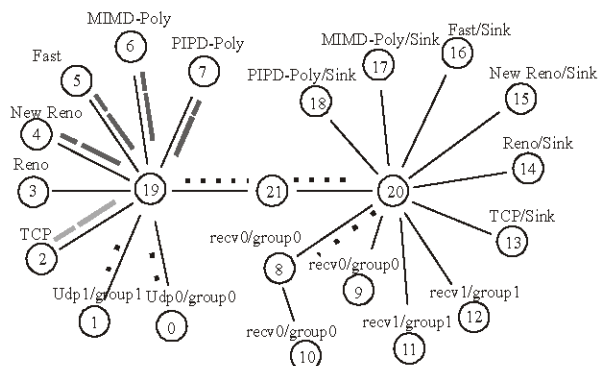 MIMD-Poly
6
Fast
5
PIPD-Poly
7
New Reno
4
Reno
3
TCP
2
19
Udp1/group1
1
Udp0/group0
0
21
MIMD-Poly/Sink
17
Fast/Sink
16
PIPD-Poly/Sink
18
New Reno/Sink
15
Reno/Sink
14
20
TCP/Sink
13
recv0/group0
8
recv0/group0
9
recv1/group1
12
recv0/group0
10
recv1/group1
11